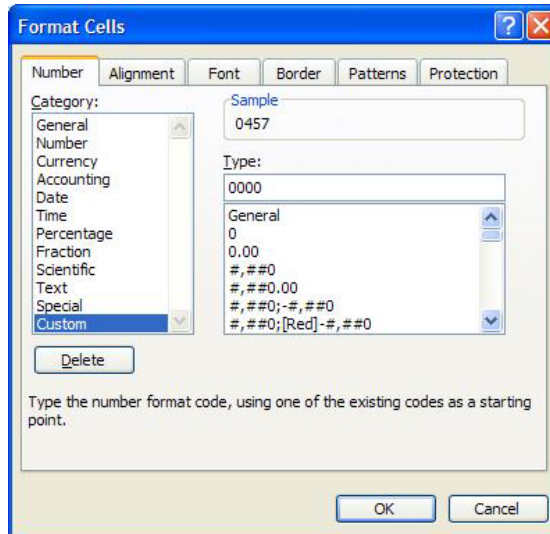 Format Cells
Number Alignment Font Border Patterns Protection
Category:
General
Number
Currency
Accounting
Date
Time
Percentage
Fraction
Scientific
Text
Special
Custom
Sample
0457
Type:
0000
General
0
0.00
#,##0
#,##0.00
#,##0;-#,##0
#,##0;[Red]-#,##0
Delete
Type the number format code, using one of the existing codes as a starting
point.
OK Cancel